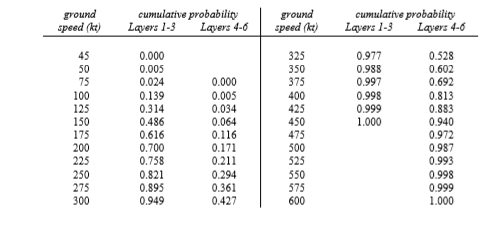 ground cumulative probability ground cumulative probability
speed (kt) Layers 1-3 Layers 4-6 speed (kt) Layers 1-3 Layers 4-6
45 0.000 325 0.977 0.528
50 0.005 350 0.988 0.602
75 0.024 0.000 375 0.997 0.692
100 0.139 0.005 400 0.998 0.813
125 0.314 0.034 425 0.999 0.883
150 0.486 0.064 450 1.000 0.940
175 0.616 0.116 475 0.972
200 0.700 0.171 500 0.987
225 0.758 0.211 525 0.993
250 0.821 0.294 550 0.998
275 0.895 0.361 575 0.999
300 0.949 0.427 600 1.000